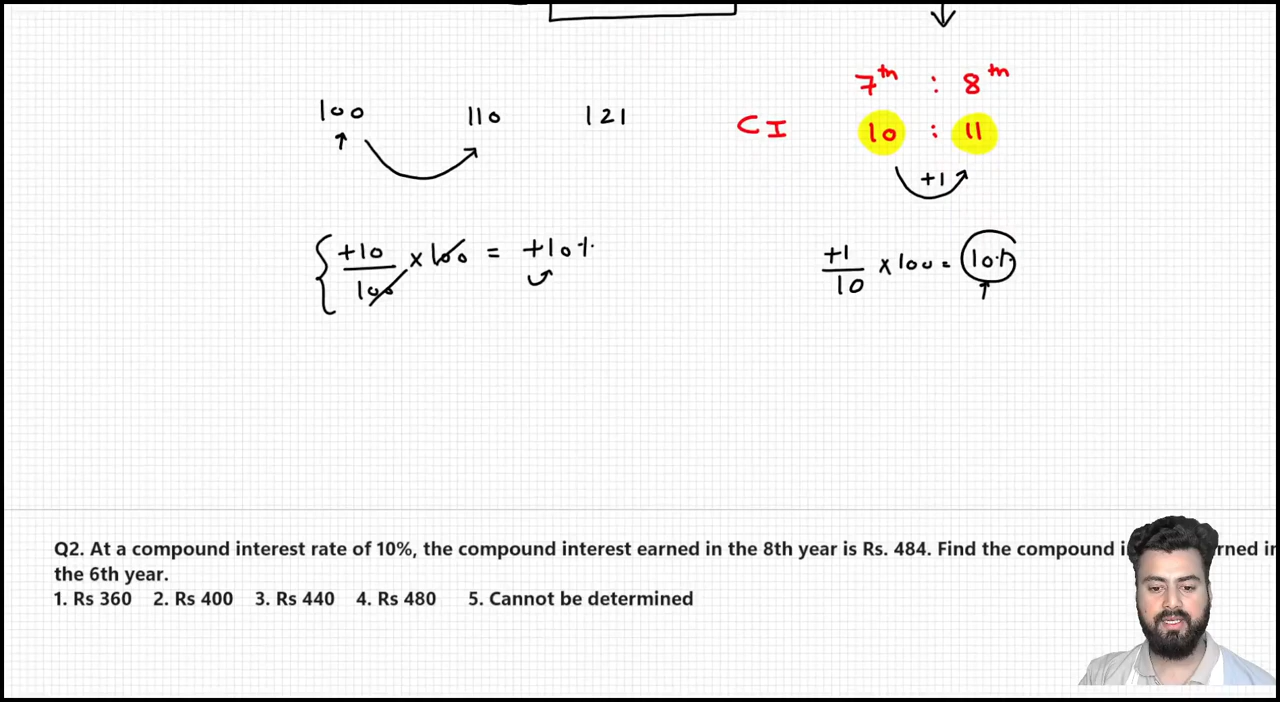 7th : 8th
100 110 121
CI 10 : 11
+1
+10/100 × 100 = +10%
+1/10 × 100 = 10%
Q2. At a compound interest rate of 10%, the compound interest earned in the 8th year is Rs. 484. Find the compound i rned in
the 6th year.
1. Rs 360 2. Rs 400 3. Rs 440 4. Rs 480 5. Cannot be determined